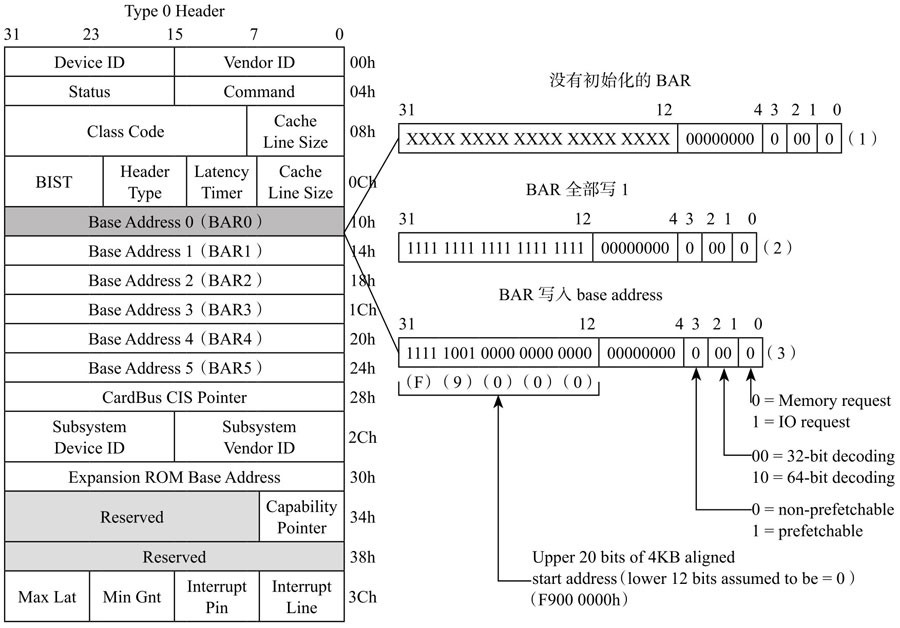 Type 0 Header
31 23 15 7 0
Device ID Vendor ID 00h
Status Command 04h
Class Code Cache Line Size 08h
BIST Header Type Latency Timer Cache Line Size 0Ch
Base Address 0（BAR0） 10h
Base Address 1（BAR1） 14h
Base Address 2（BAR2） 18h
Base Address 3（BAR3） 1Ch
Base Address 4（BAR4） 20h
Base Address 5（BAR5） 24h
CardBus CIS Pointer 28h
Subsystem Device ID Subsystem Vendor ID 2Ch
Expansion ROM Base Address 30h
Reserved Capability Pointer 34h
Reserved 38h
Max Lat Min Gnt Interrupt Pin Interrupt Line 3Ch
没有初始化的 BAR
31 12 4 3 2 1 0
XXXX XXXX XXXX XXXX XXXX 00000000 0 00 0（1）
BAR 全部写 1
31 12 4 3 2 1 0
1111 1111 1111 1111 1111 00000000 0 00 0（2）
BAR 写入 base address
31 12 4 3 2 1 0
1111 1001 0000 0000 0000 00000000 0 00 0（3）
（F）（9）（0）（0）（0）
0 = Memory request
1 = IO request
00 = 32-bit decoding
10 = 64-bit decoding
0 = non-prefetchable
1 = prefetchable
Upper 20 bits of 4KB aligned
start address（lower 12 bits assumed to be = 0）
（F900 0000h）